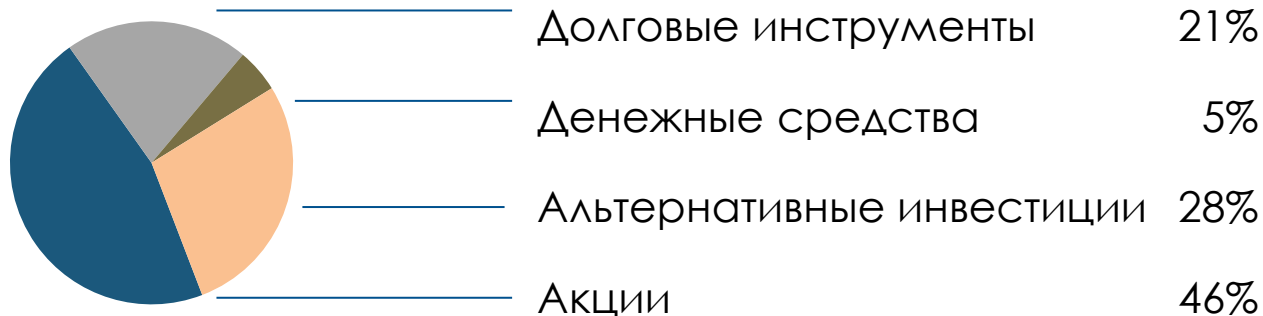 Долговые инструменты 21%
Денежные средства 5%
Альтернативные инвестиции 28%
Акции 46%